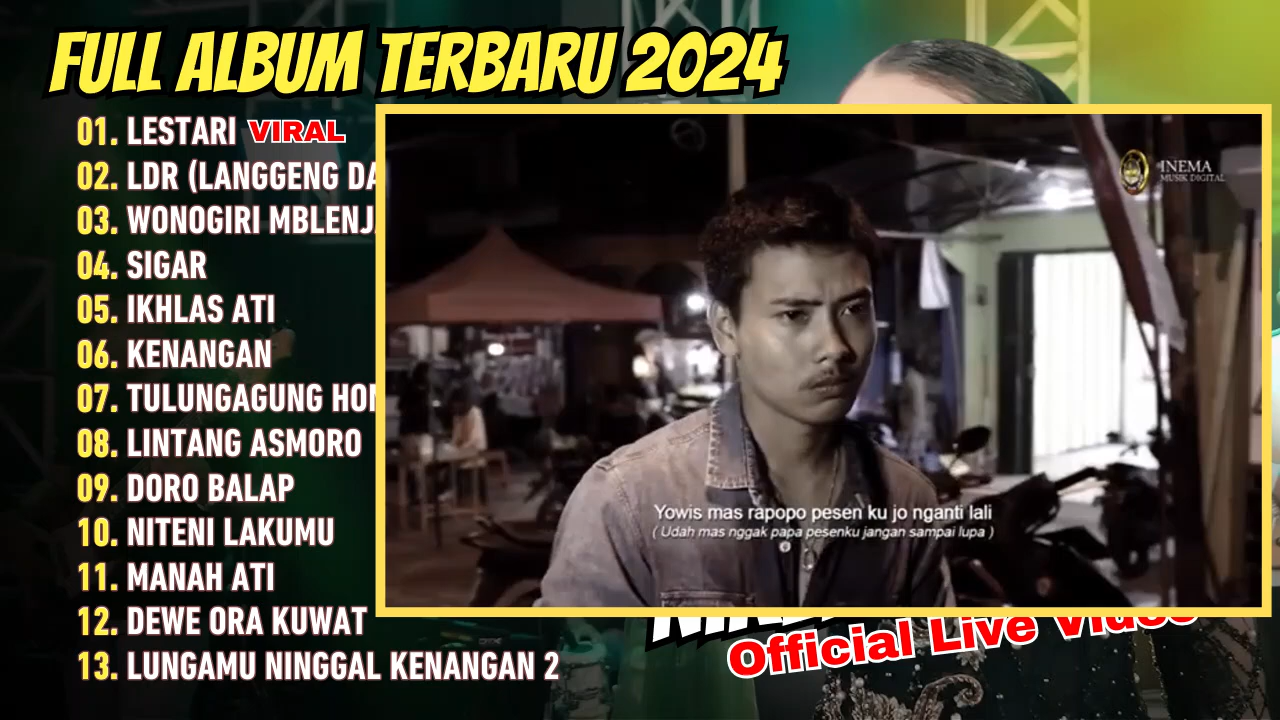 FULL ALBUM TERBARU 2024
01. LESTARI VIRAL
02. LDR (LANGGENG
03. WONOGIRI
04. SIGAR
05. IKHLAS ATI
06. KENANGAN
07. TULUNGAGUNG
08. LINTANG ASMORO
09. DORO BALAP
10. NITENI LAKUMU
11. MANAH ATI
12. DEWE ORA KUWAT
13. LUNGAMU NINGGAL KENANGAN 2
INEMA
MUSIK DIGITAL
Yowis mas rapopo pesen ku jo nganti lali
( Udah mas nggak papa pesenku jangan sampai lupa )
Official Live Video